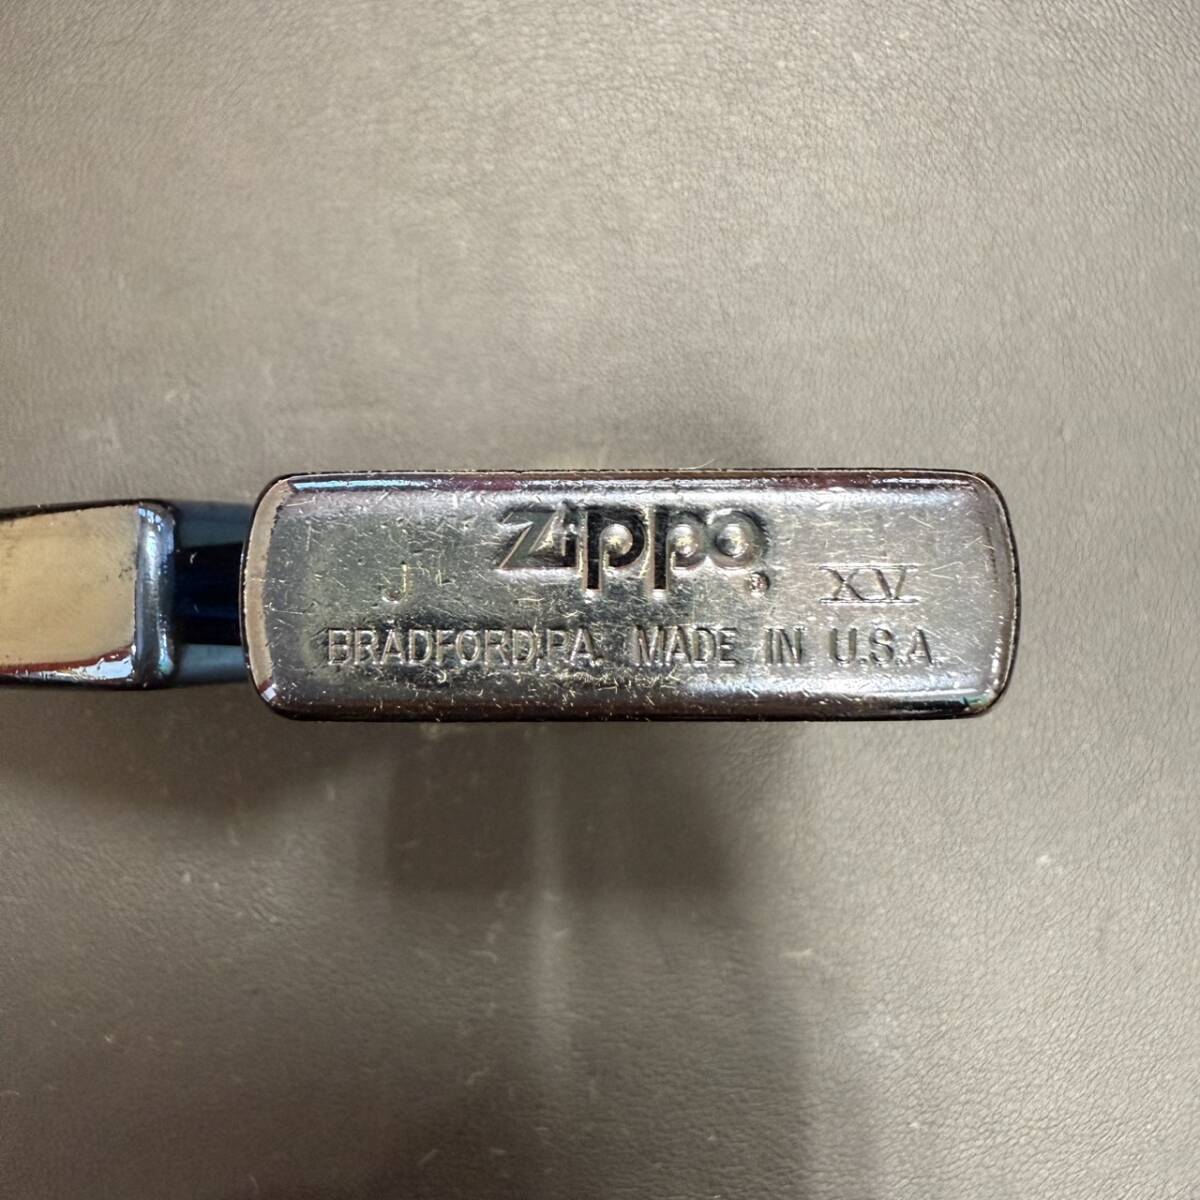 Zippo®
J XV
BRADFORD,PA. MADE IN U.S.A.